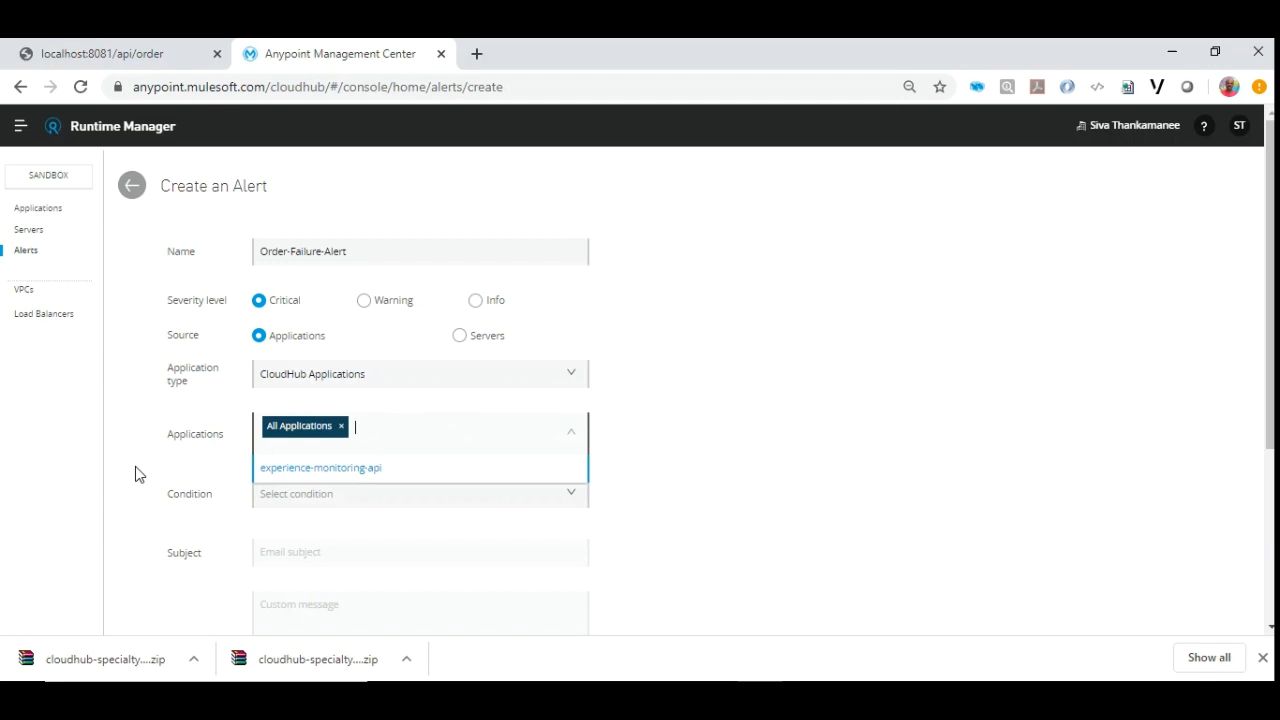 localhost:8081/api/order
Anypoint Management Center
anypoint.mulesoft.com/cloudhub/#/console/home/alerts/create
Runtime Manager
Siva Thankamanee
?
ST
SANDBOX
Applications
Servers
Alerts
VPCs
Load Balancers
Create an Alert
Name
Order-Failure-Alert
Severity level
Critical
Warning
Info
Source
Applications
Servers
Application
type
CloudHub Applications
Applications
All Applications ×
experience-monitoring-api
Condition
Select condition
Subject
Email subject
Custom message
cloudhub-specialty....zip
cloudhub-specialty....zip
Show all